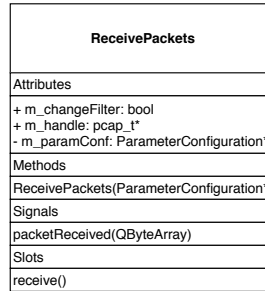 ReceivePackets
Attributes
+ m_changeFilter: bool
+ m_handle: pcap_t*
- m_paramConf: ParameterConfiguration*
Methods
ReceivePackets(ParameterConfiguration*
Signals
packetReceived(QByteArray)
Slots
receive()